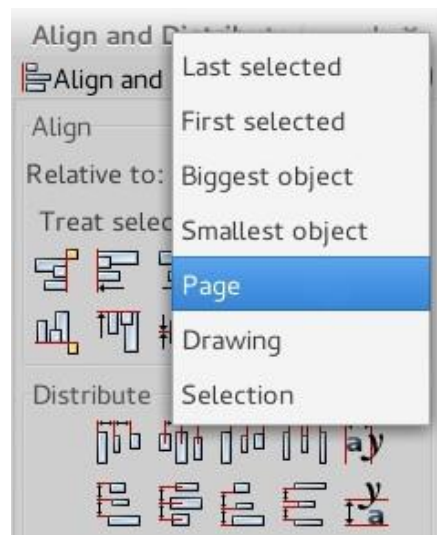 Align and
Last selected
Align and
First selected
Align
Relative to:
Biggest object
Treat selec
Smallest object
Page
Drawing
Distribute
Selection
a
y
y
a